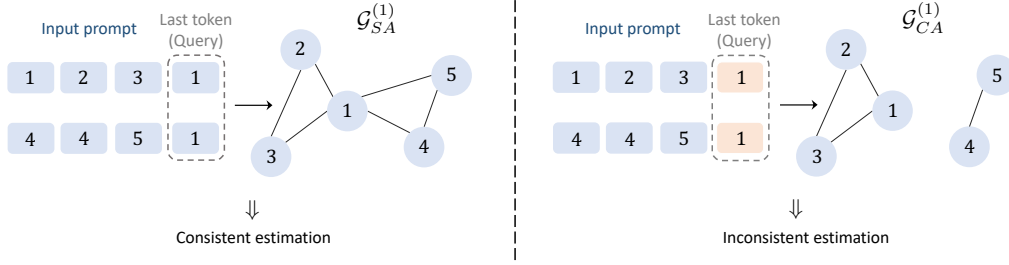 Input prompt
Last token
(Query)
1 2 3 1
4 4 5 1
𝒢_{SA}^{(1)}
2
5
1
3
4
⇓
Consistent estimation
Input prompt
Last token
(Query)
1 2 3 1
4 4 5 1
𝒢_{CA}^{(1)}
2
5
1
3
4
⇓
Inconsistent estimation